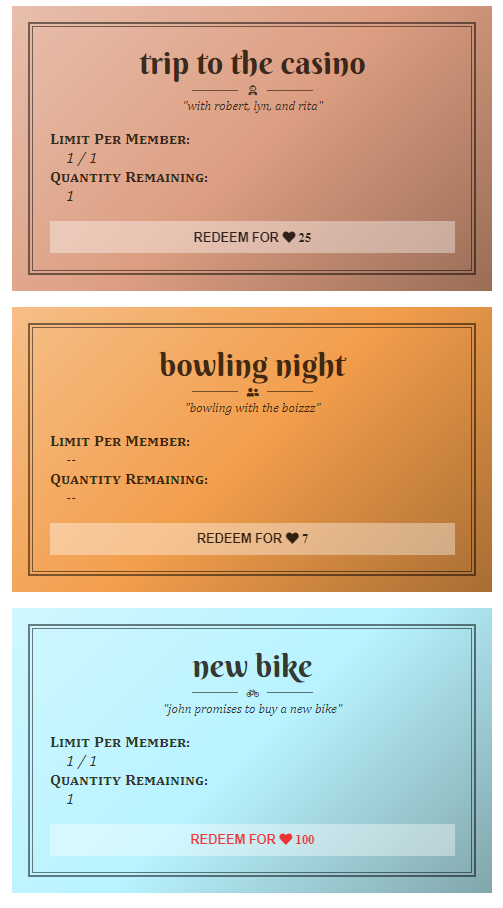 trip to the casino
"with robert, lyn, and rita"
Limit Per Member:
1 / 1
Quantity Remaining:
1
REDEEM FOR ♥ 25
bowling night
"bowling with the boizzz"
Limit Per Member:
--
Quantity Remaining:
--
REDEEM FOR ♥ 7
new bike
"john promises to buy a new bike"
Limit Per Member:
1 / 1
Quantity Remaining:
1
REDEEM FOR ♥ 100